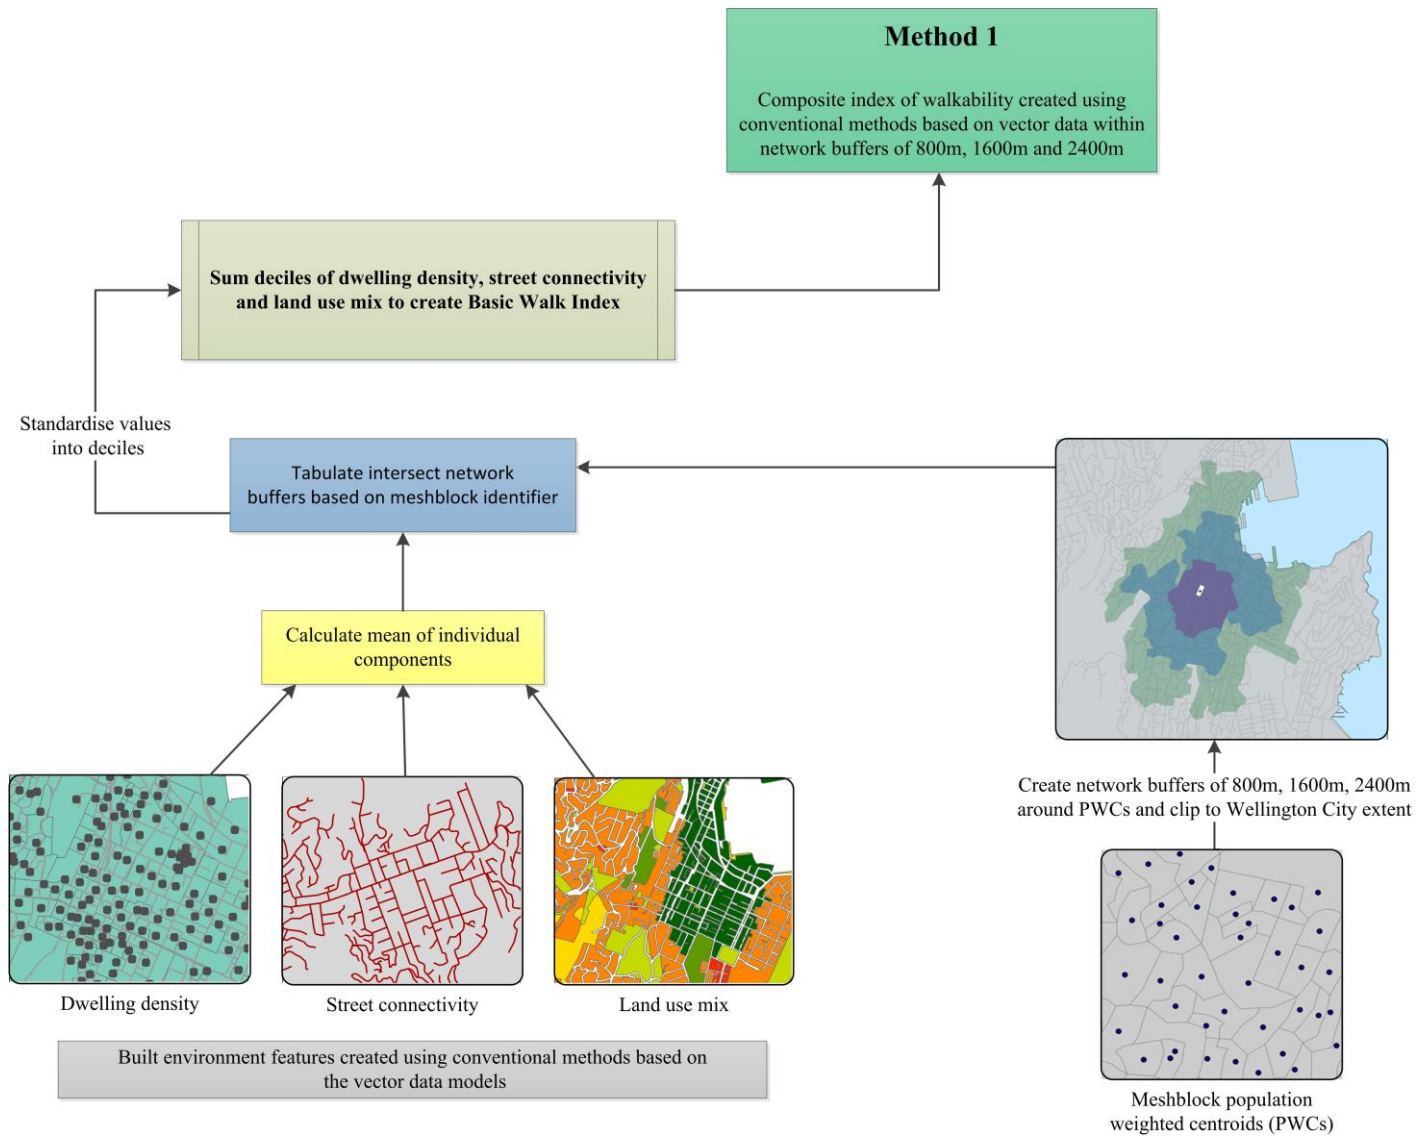 Method 1
Composite index of walkability created using
conventional methods based on vector data within
network buffers of 800m, 1600m and 2400m
Sum deciles of dwelling density, street connectivity
and land use mix to create Basic Walk Index
Standardise values
into deciles
Tabulate intersect network
buffers based on meshblock identifier
Calculate mean of individual
components
Create network buffers of 800m, 1600m, 2400m
around PWCs and clip to Wellington City extent
Dwelling density
Street connectivity
Land use mix
Built environment features created using conventional methods based on
the vector data models
Meshblock population
weighted centroids (PWCs)